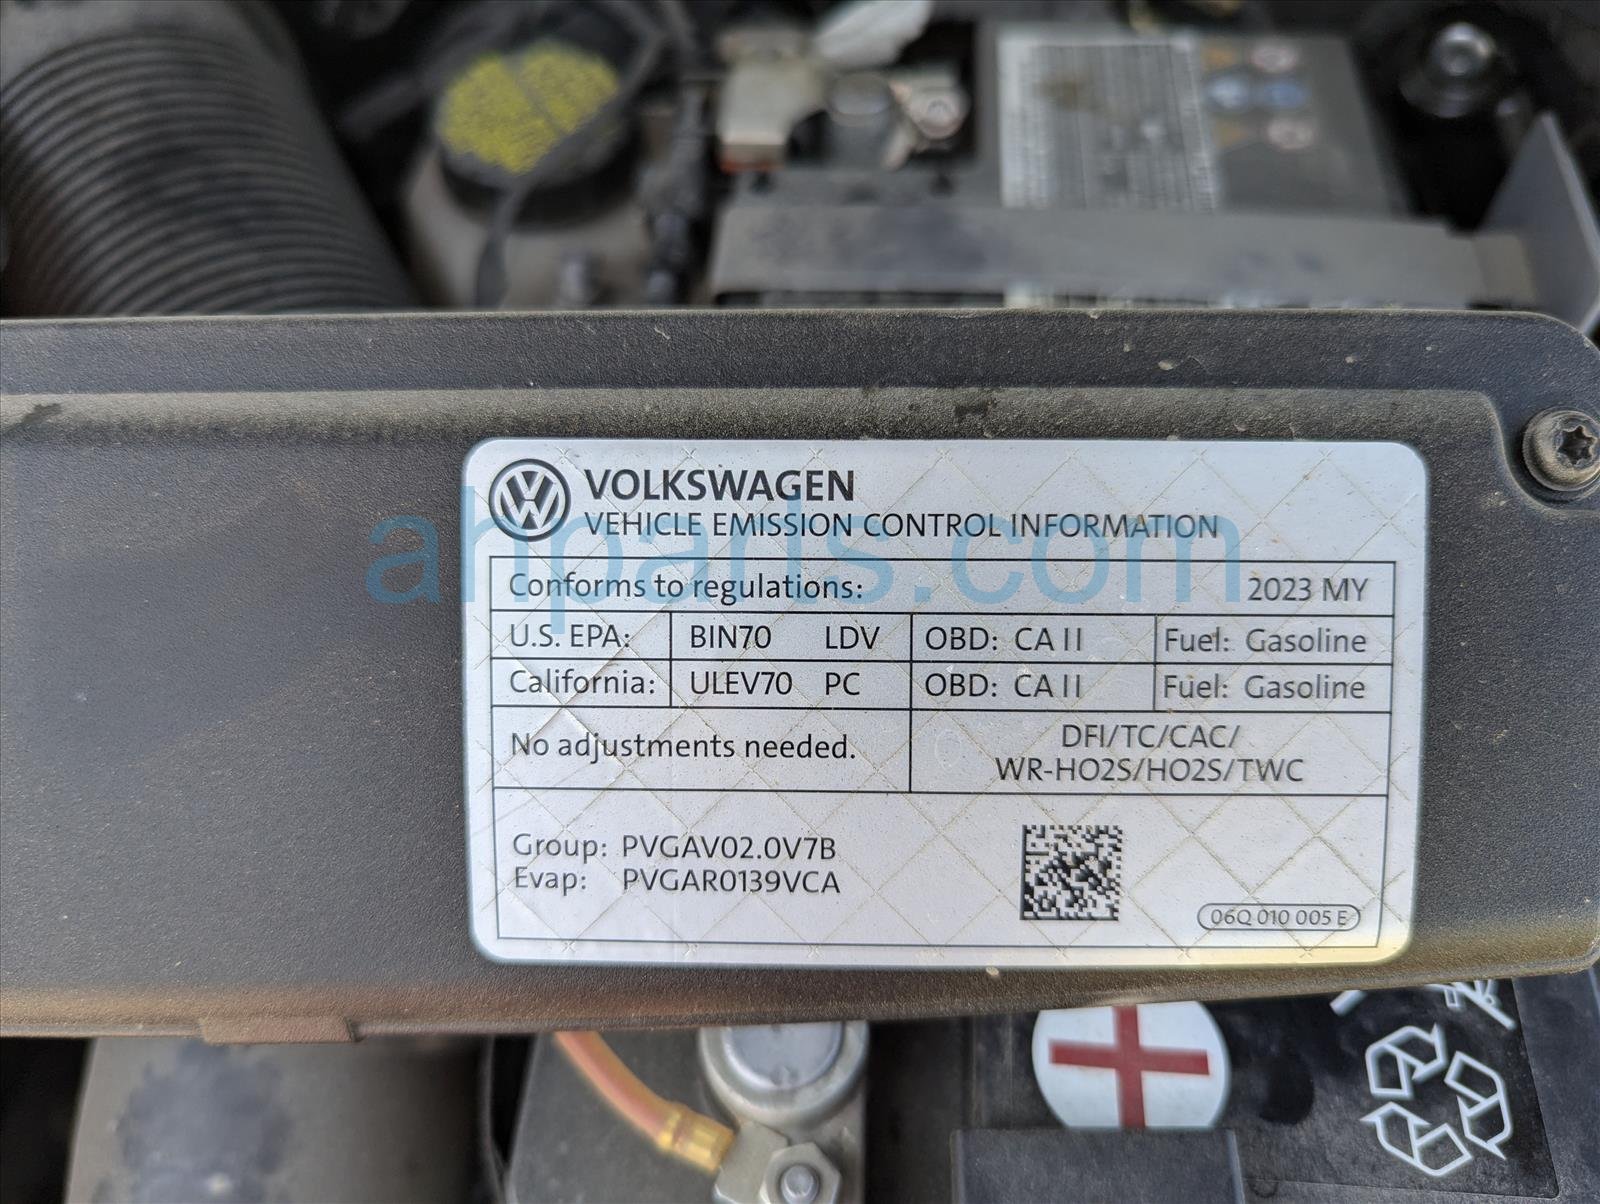 VOLKSWAGEN
VEHICLE EMISSION CONTROL INFORMATION
Conforms to regulations: 2023 MY
U.S. EPA: BIN70 LDV OBD: CA II Fuel: Gasoline
California: ULEV70 PC OBD: CA II Fuel: Gasoline
No adjustments needed.
DFI/TC/CAC/
WR-HO2S/HO2S/TWC
Group: PVGAV02.0V7B
Evap: PVGAR0139VCA
06Q 010 005 E
ahparts.com